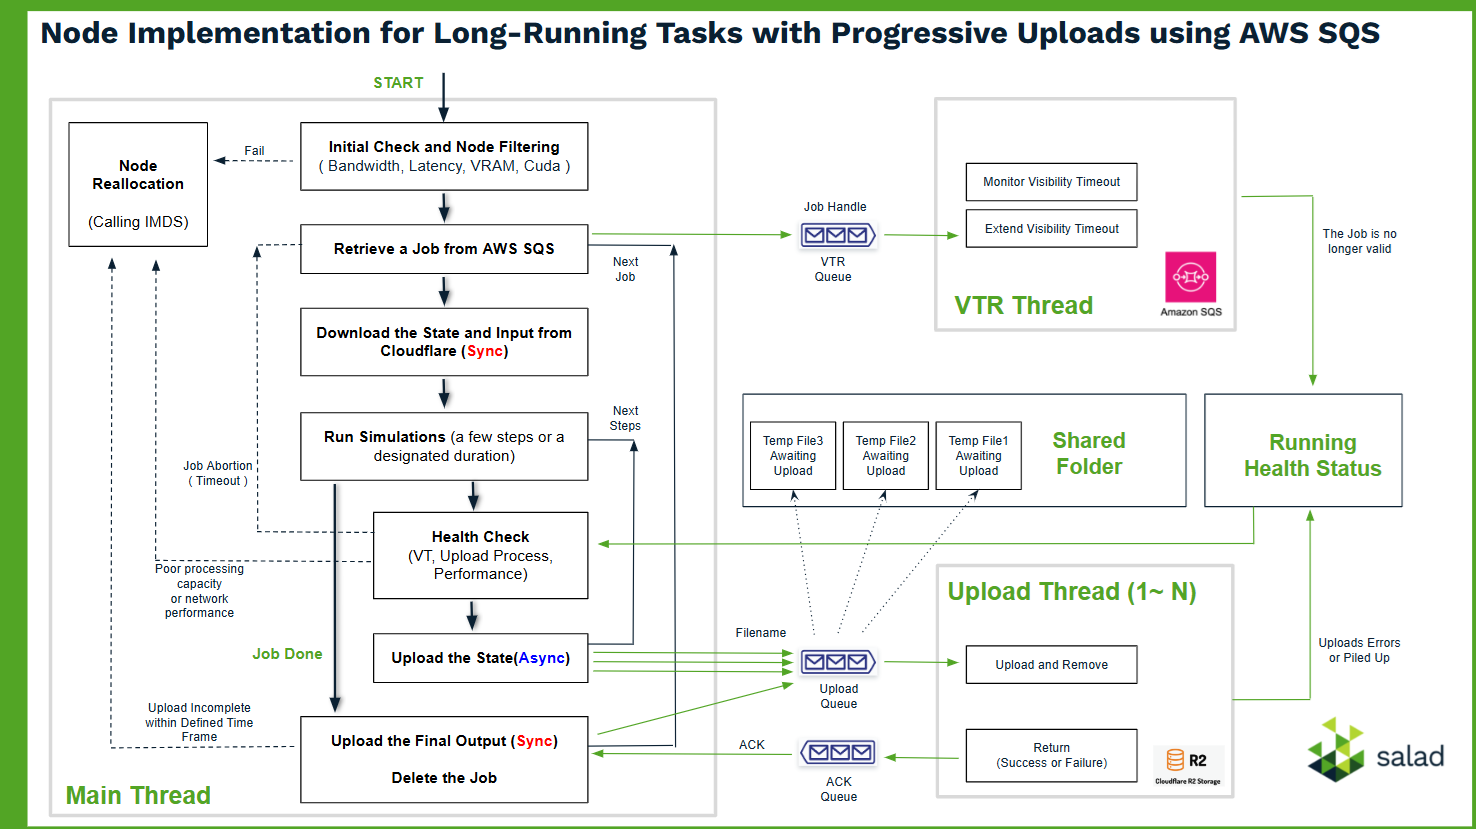 Node Implementation for Long-Running Tasks with Progressive Uploads using AWS SQS
START
Node
Reallocation
(Calling IMDS)
Fail
Initial Check and Node Filtering
( Bandwidth, Latency, VRAM, Cuda )
Retrieve a Job from AWS SQS
Next
Job
Download the State and Input from
Cloudflare (Sync)
Run Simulations (a few steps or a
designated duration)
Next
Steps
Job Abortion
( Timeout )
Health Check
(VT, Upload Process,
Performance)
Poor processing
capacity
or network
performance
Job Done
Upload the State(Async)
Upload Incomplete
within Defined Time
Frame
Upload the Final Output (Sync)
Delete the Job
Main Thread
Job Handle
VTR
Queue
Monitor Visibility Timeout
Extend Visibility Timeout
VTR Thread
Amazon SQS
The Job is no
longer valid
Temp File3
Awaiting
Upload
Temp File2
Awaiting
Upload
Temp File1
Awaiting
Upload
Shared
Folder
Running
Health Status
Filename
Upload
Queue
ACK
ACK
Queue
Upload Thread (1~ N)
Upload and Remove
Return
(Success or Failure)
R2
Cloudflare R2 Storage
Uploads Errors
or Piled Up
salad